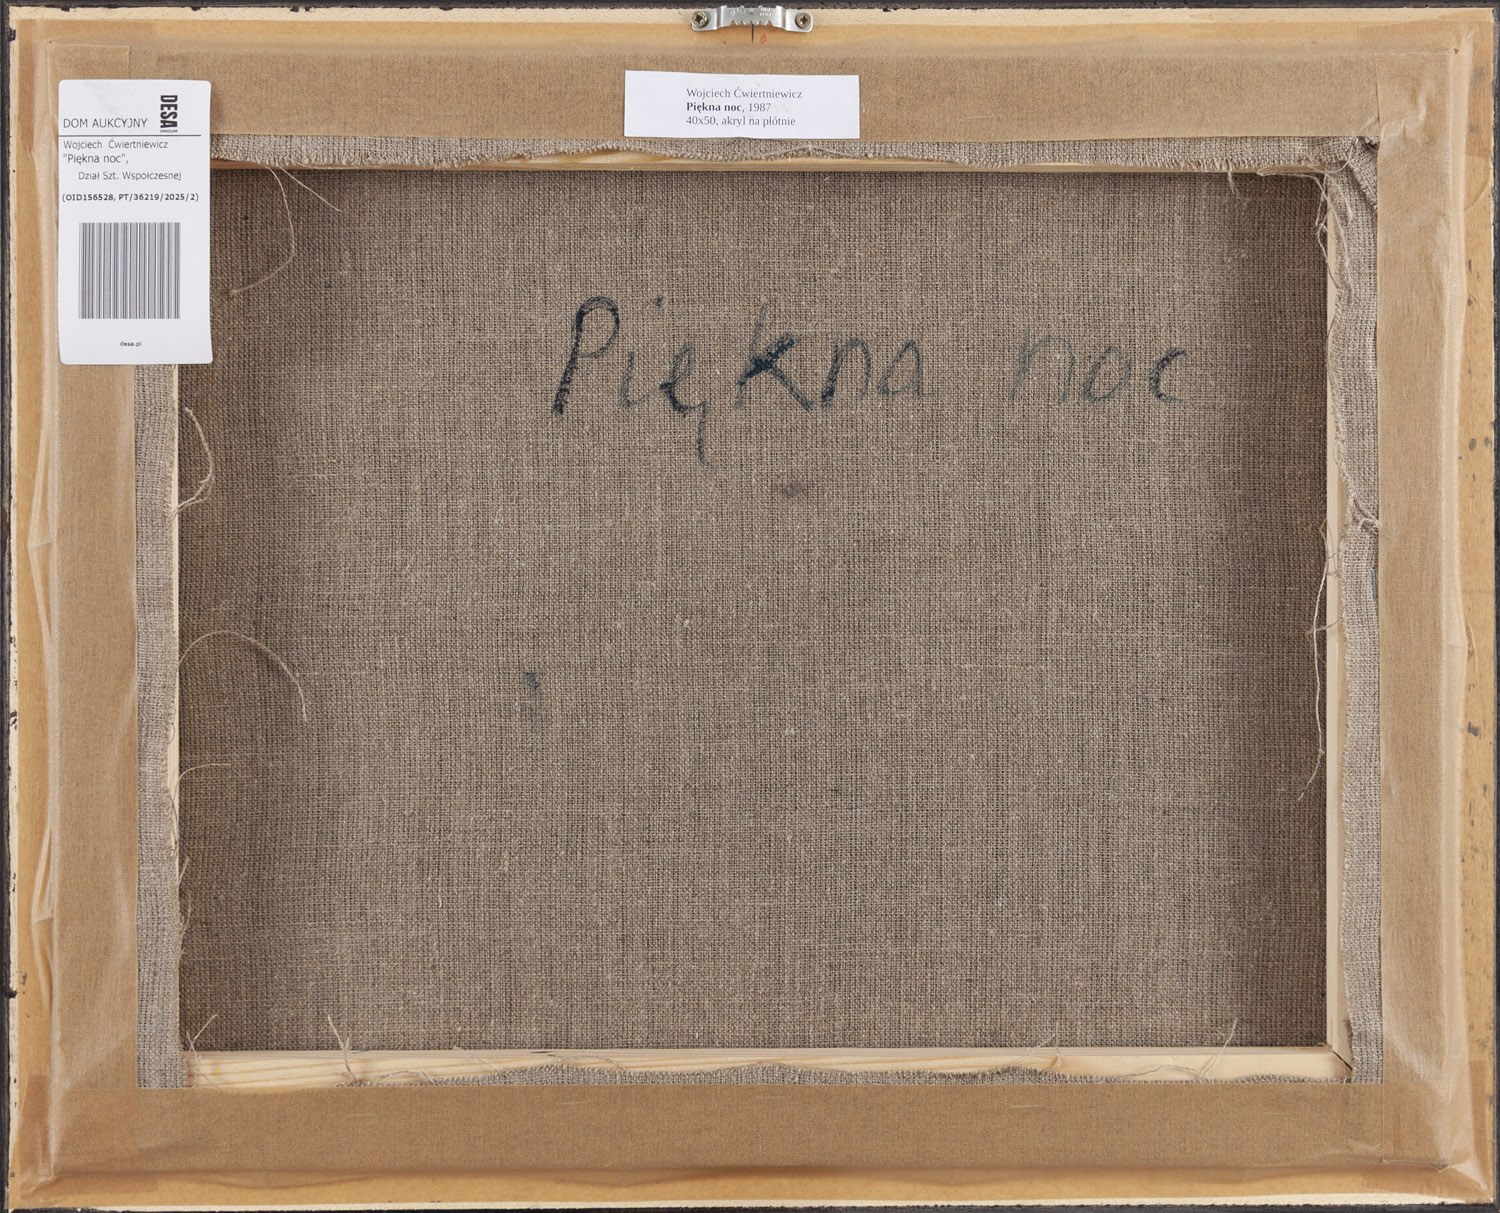 DOM AUKCYJNY DESA
UNICUM
Wojciech Ćwiertniewicz
"Piękna noc",
Dział Szt. Współczesnej
(OID156528, PT/36219/2025/2)
desa.pl
Wojciech Ćwiertniewicz
Piękna noc, 1987
40x50, akryl na płótnie
Piękna noc